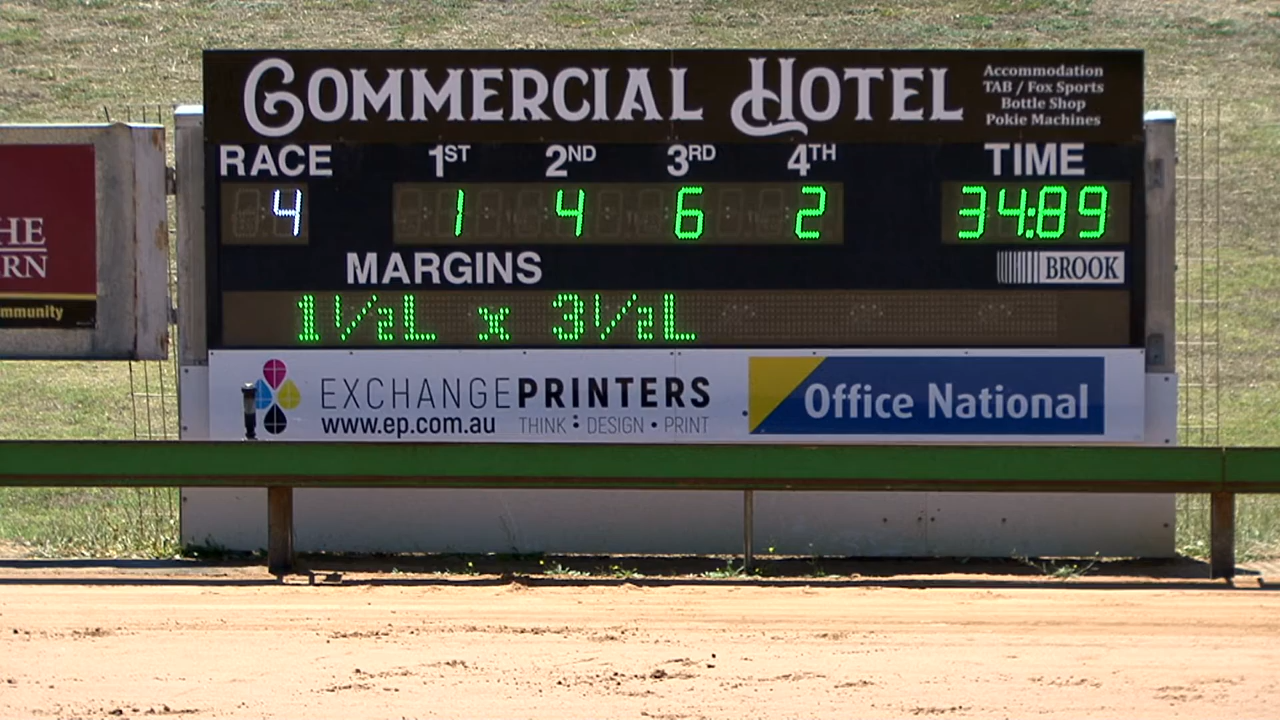 COMMERCIAL HOTEL
Accommodation
TAB / Fox Sports
Bottle Shop
Pokie Machines
RACE 1ST 2ND 3RD 4TH TIME
4 1 4 6 2 34:89
MARGINS
BROOK
1½L x 3½L
HE
RN
mmunity
EXCHANGEPRINTERS
www.ep.com.au THINK : DESIGN • PRINT
Office National